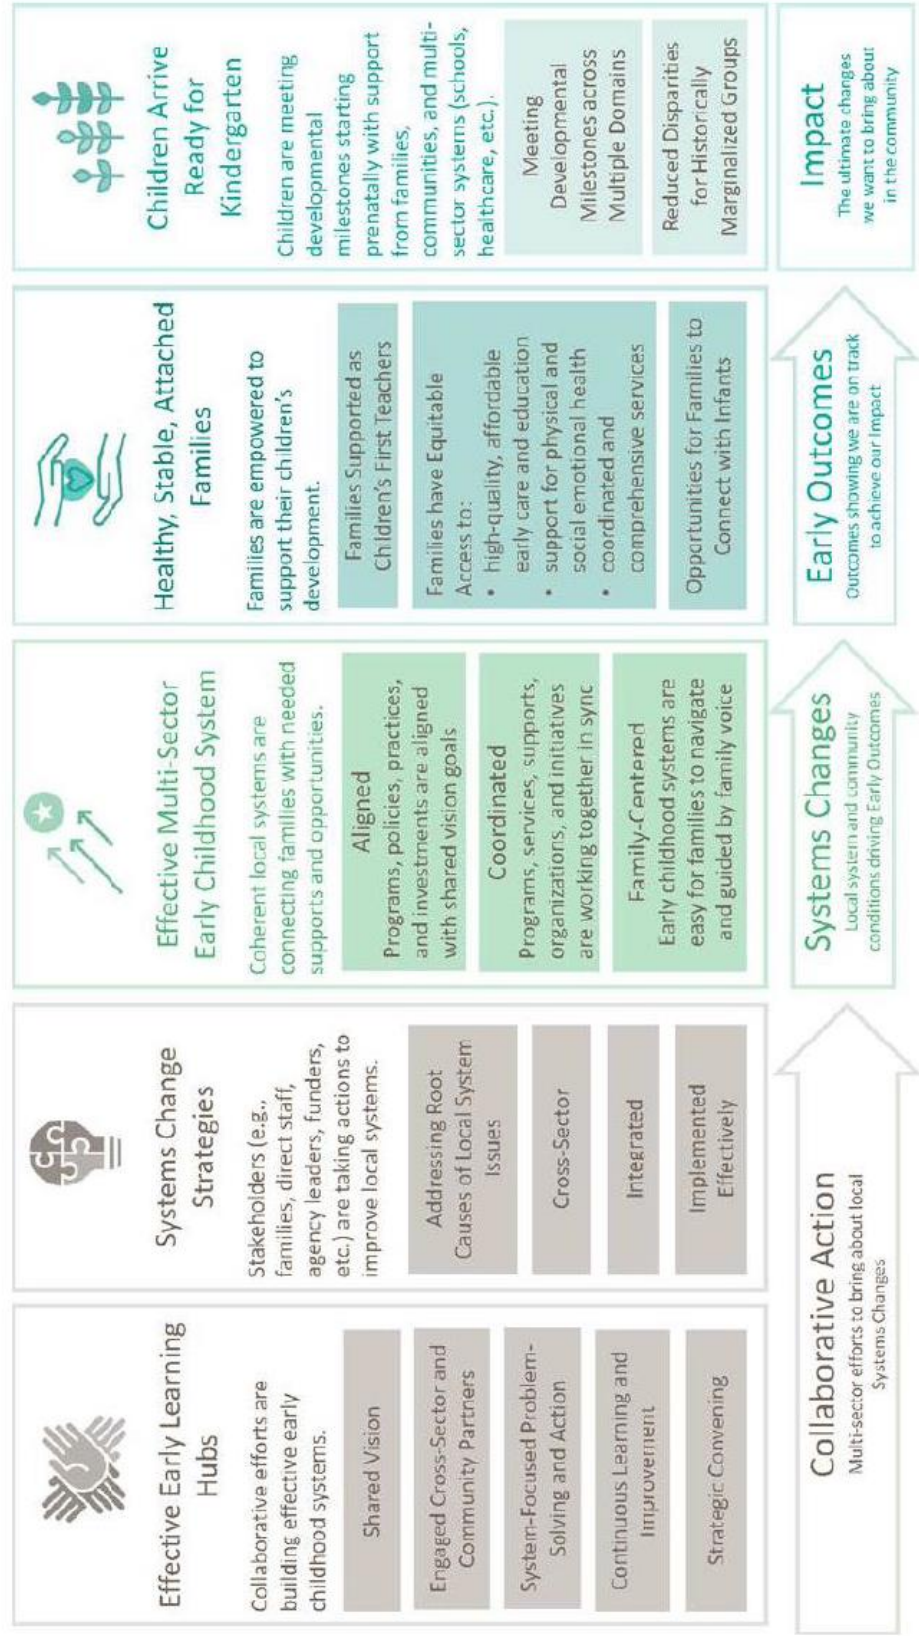 Effective Early Learning
Hubs
Collaborative efforts are
building effective early
childhood systems.
Shared Vision
Engaged Cross-Sector and
Community Partners
System-Focused Problem-
Solving and Action
Continuous Learning and
Improvement
Strategic Convening
Systems Change
Strategies
Stakeholders (e.g.,
families, direct staff,
agency leaders, funders,
etc.) are taking actions to
improve local systems.
Addressing Root
Causes of Local System
Issues
Cross-Sector
Integrated
Implemented
Effectively
Collaborative Action
Multi-sector efforts to bring about local
Systems Changes
Effective Multi-Sector
Early Childhood System
Coherent local systems are
connecting families with needed
supports and opportunities.
Aligned
Programs, policies, practices,
and investments are aligned
with shared vision goals
Coordinated
Programs, services, supports,
organizations, and initiatives
are working together in sync
Family-Centered
Early childhood systems are
easy for families to navigate
and guided by family voice
Systems Changes
Local system and community
conditions driving Early Outcomes
Healthy, Stable, Attached
Families
Families are empowered to
support their children's
development.
Families Supported as
Children's First Teachers
Families have Equitable
Access to:
• high-quality, affordable
early care and education
• support for physical and
social emotional health
• coordinated and
comprehensive services
Opportunities for Families to
Connect with Infants
Early Outcomes
Outcomes showing we are on track
to achieve our Impact
Children Arrive
Ready for
Kindergarten
Children are meeting
developmental
milestones starting
prenatally with support
from families,
communities, and multi-
sector systems (schools,
healthcare, etc.).
Meeting
Developmental
Milestones across
Multiple Domains
Reduced Disparities
for Historically
Marginalized Groups
Impact
The ultimate changes
we want to bring about
in the community